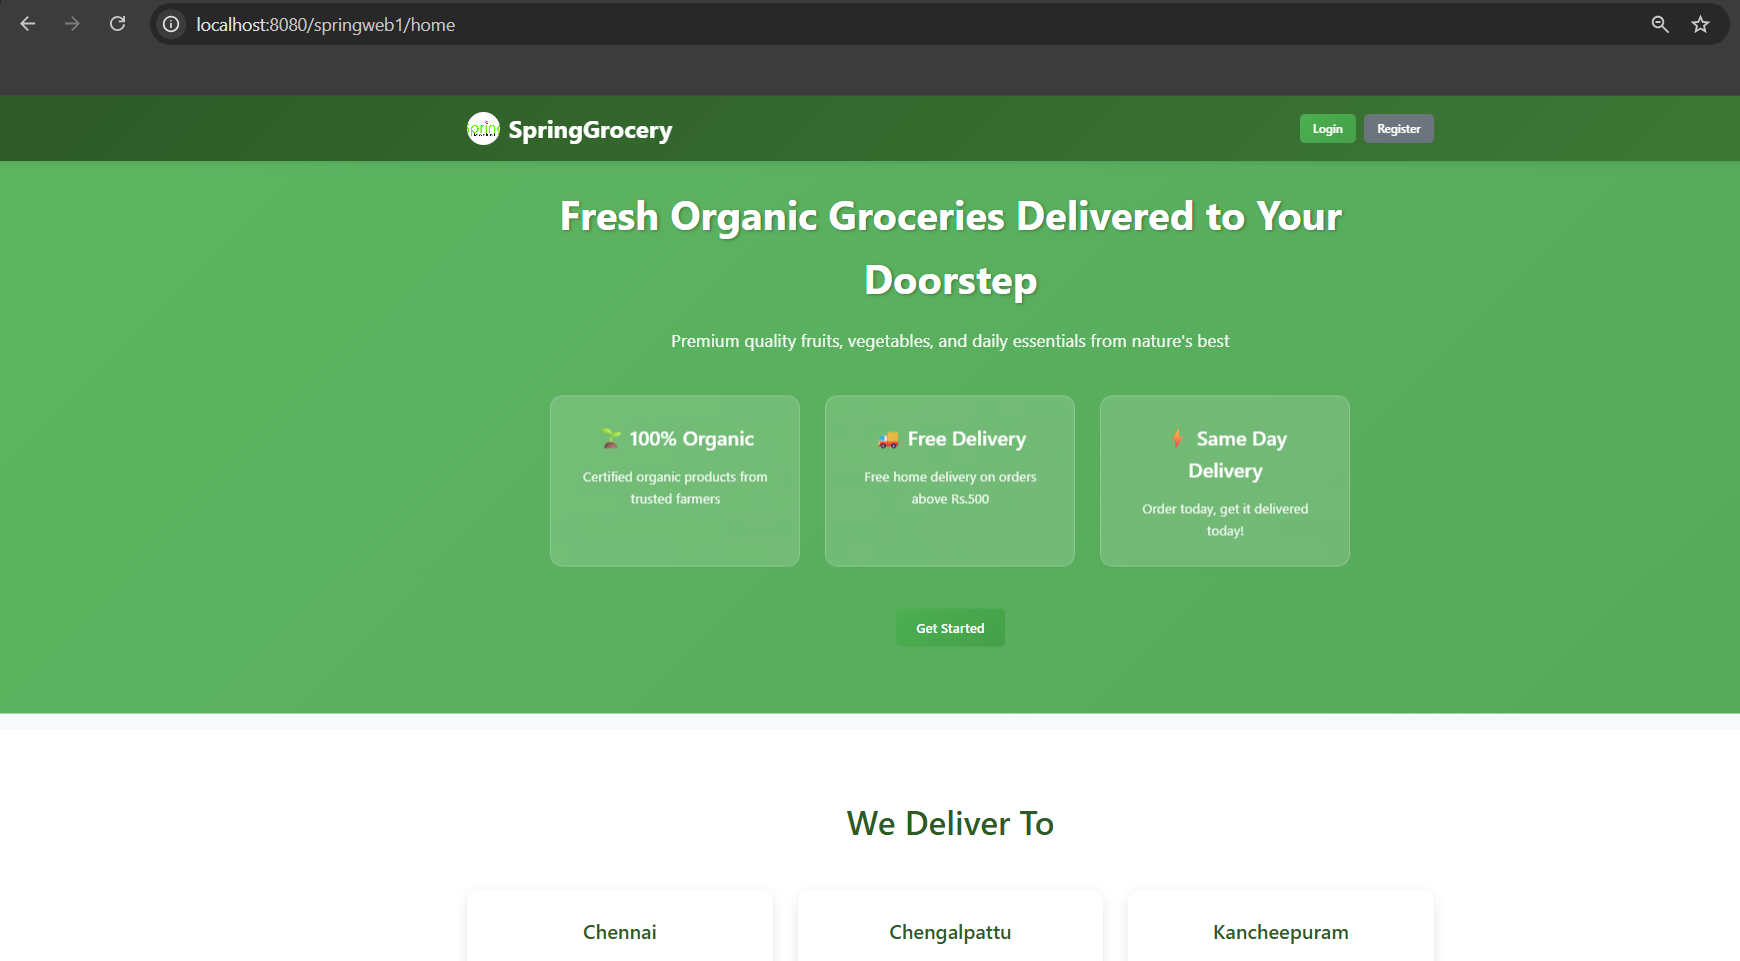 localhost:8080/springweb1/home
Spring
SpringGrocery
Login
Register
Fresh Organic Groceries Delivered to Your
Doorstep
Premium quality fruits, vegetables, and daily essentials from nature's best
🌱 100% Organic
Certified organic products from
trusted farmers
🚚 Free Delivery
Free home delivery on orders
above Rs.500
⚡ Same Day
Delivery
Order today, get it delivered
today!
Get Started
We Deliver To
Chennai
Chengalpattu
Kancheepuram